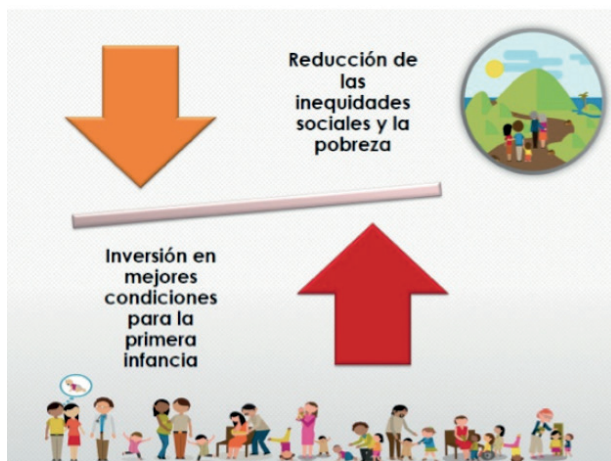 Reducción de
las
inequidades
sociales y la
pobreza
Inversión en
mejores
condiciones
para la
primera
infancia